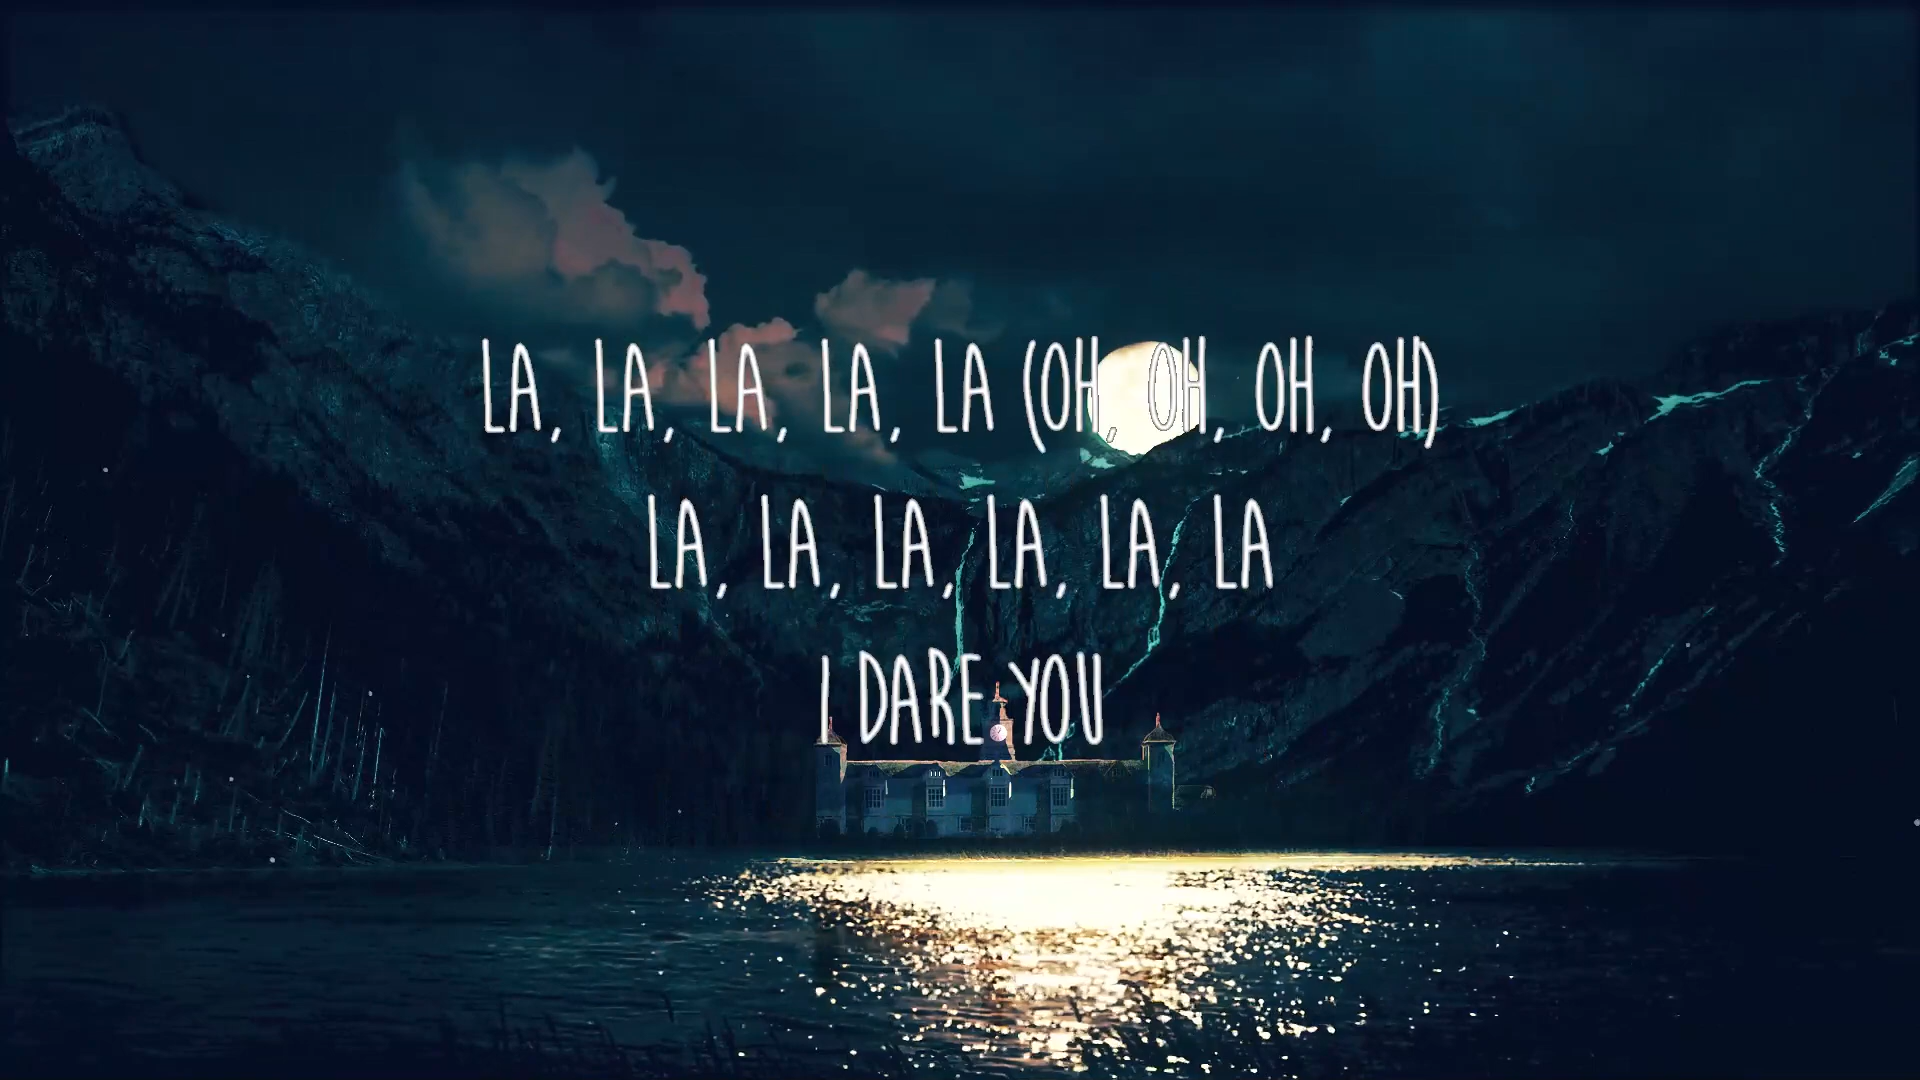 LA, LA, LA, LA, LA (OH, OH, OH, OH)
LA, LA, LA, LA, LA, LA
I DARE YOU